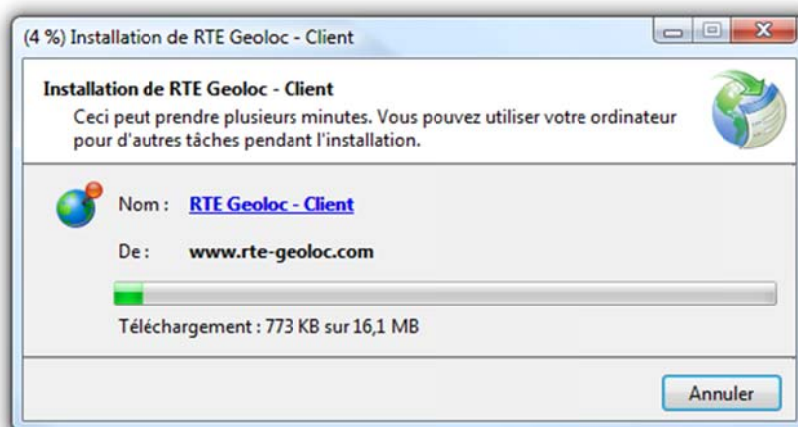 (4 %) Installation de RTE Geoloc - Client
Installation de RTE Geoloc - Client
Ceci peut prendre plusieurs minutes. Vous pouvez utiliser votre ordinateur
pour d'autres tâches pendant l'installation.
Nom : RTE Geoloc - Client
De : www.rte-geoloc.com
Téléchargement : 773 KB sur 16,1 MB
Annuler